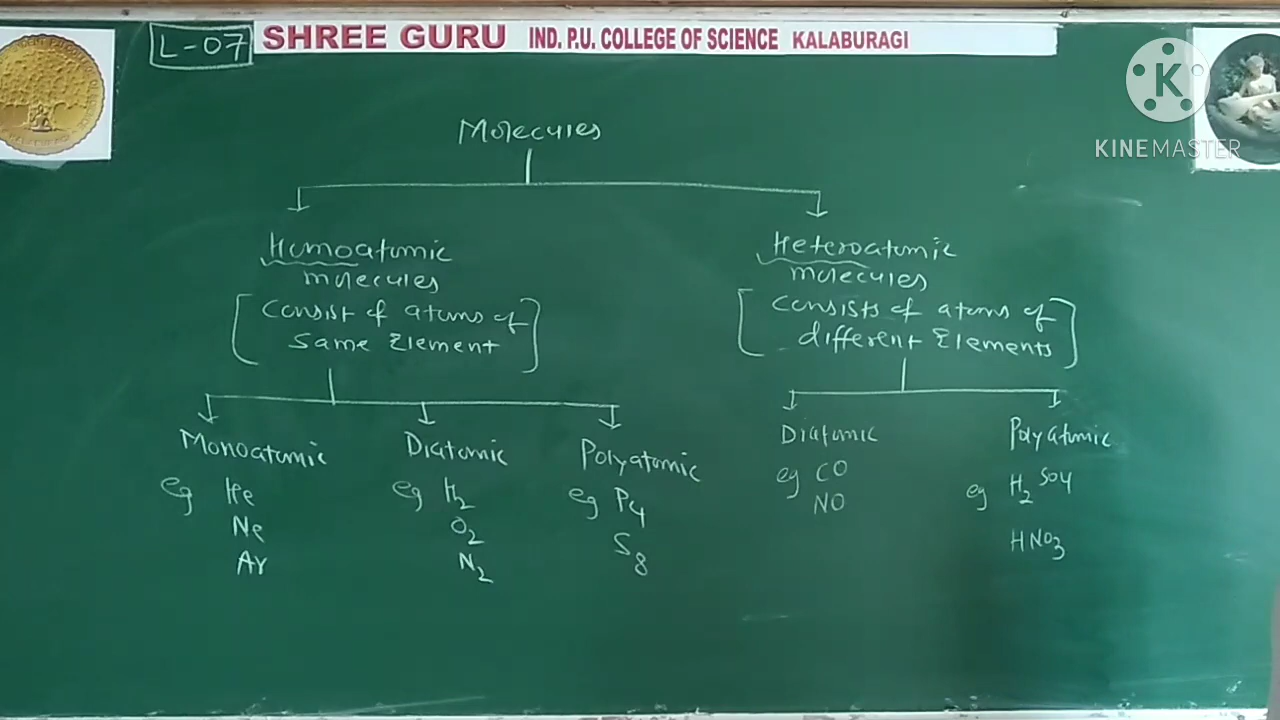 L-07
SHREE GURU IND. P.U. COLLEGE OF SCIENCE KALABURAGI
K
KINEMASTER
Molecules
Homoatomic
molecules
[consist of atoms of
same Element]
Heteroatomic
molecules
[consists of atoms of
different Elements]
Monoatomic
eg He
Ne
Ar
Diatomic
eg H₂
O₂
N₂
Polyatomic
eg P₄
S₈
Diatomic
eg CO
NO
Polyatomic
eg H₂SO₄
HNO₃